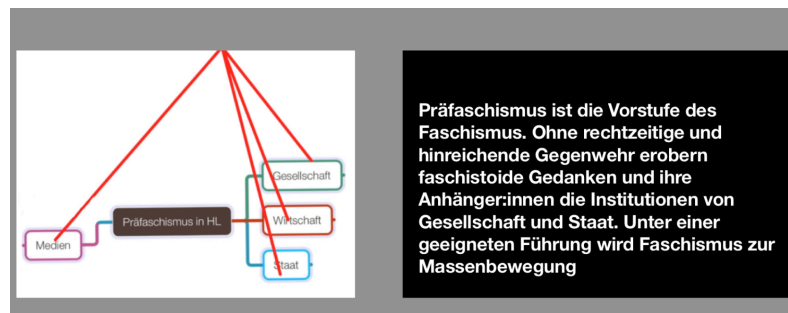 Gesellschaft
Präfaschismus in HL
Wirtschaft
Medien
Staat
Präfaschismus ist die Vorstufe des
Faschismus. Ohne rechtzeitige und
hinreichende Gegenwehr erobern
faschistoide Gedanken und ihre
Anhänger:innen die Institutionen von
Gesellschaft und Staat. Unter einer
geeigneten Führung wird Faschismus zur
Massenbewegung